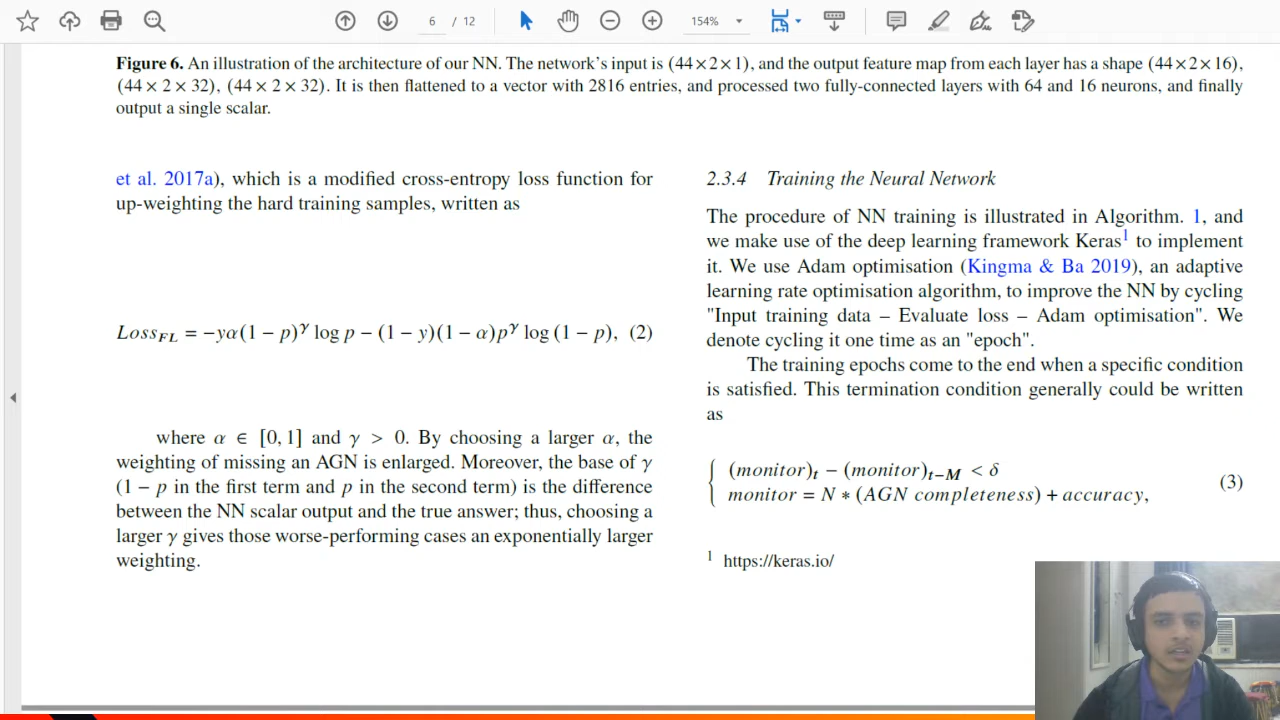 6 / 12
154%
Figure 6. An illustration of the architecture of our NN. The network's input is (44×2×1), and the output feature map from each layer has a shape (44×2×16),
(44 × 2 × 32), (44 × 2 × 32). It is then flattened to a vector with 2816 entries, and processed two fully-connected layers with 64 and 16 neurons, and finally
output a single scalar.
et al. 2017a), which is a modified cross-entropy loss function for
up-weighting the hard training samples, written as
Loss_FL = −yα(1 − p)^γ log p − (1 − y)(1 − α)p^γ log (1 − p), (2)
where α ∈ [0, 1] and γ > 0. By choosing a larger α, the
weighting of missing an AGN is enlarged. Moreover, the base of γ
(1 − p in the first term and p in the second term) is the difference
between the NN scalar output and the true answer; thus, choosing a
larger γ gives those worse-performing cases an exponentially larger
weighting.
2.3.4 Training the Neural Network
The procedure of NN training is illustrated in Algorithm. 1, and
we make use of the deep learning framework Keras¹ to implement
it. We use Adam optimisation (Kingma & Ba 2019), an adaptive
learning rate optimisation algorithm, to improve the NN by cycling
"Input training data – Evaluate loss – Adam optimisation". We
denote cycling it one time as an "epoch".
The training epochs come to the end when a specific condition
is satisfied. This termination condition generally could be written
as
{ (monitor)_t − (monitor)_{t−M} < δ
monitor = N ∗ (AGN completeness) + accuracy, (3)
¹ https://keras.io/